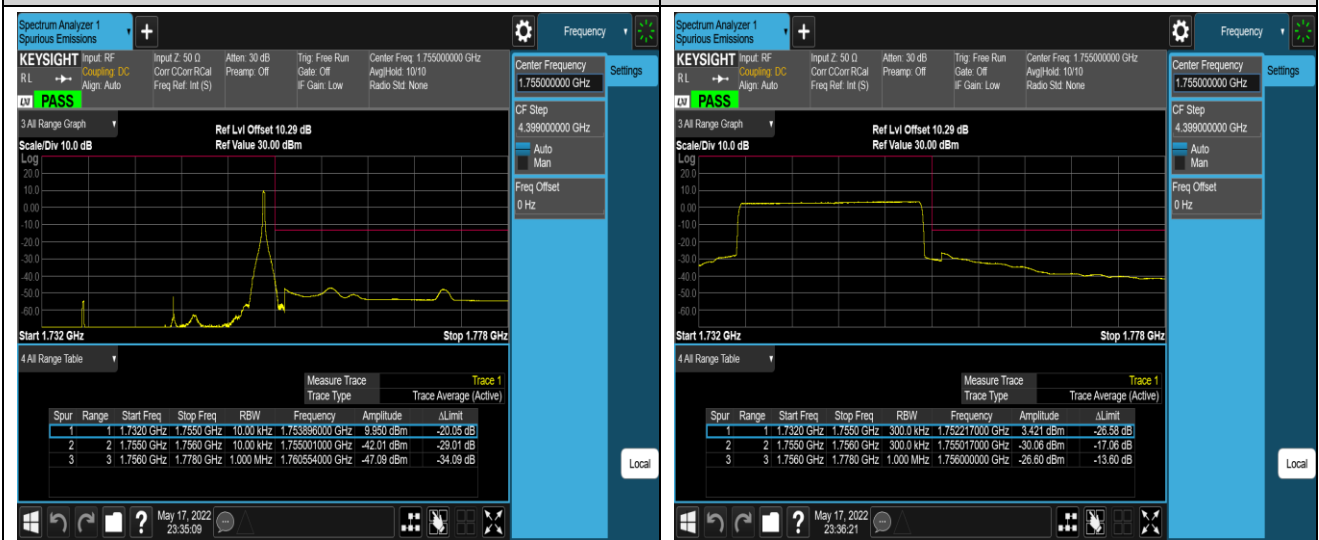 Spectrum Analyzer 1
Spurious Emissions
Frequency
KEYSIGHT
RL
Input: RF
Coupling: DC
Align: Auto
Input Z: 50 Ω
Corr CCorr RCal
Freq Ref: Int (S)
Atten: 30 dB
Preamp: Off
Trig: Free Run
Gate: Off
IF Gain: Low
Center Freq: 1.755000000 GHz
Avg|Hold: 10/10
Radio Std: None
LXI PASS
Center Frequency
1.755000000 GHz
Settings
CF Step
4.399000000 GHz
Auto
Man
Freq Offset
0 Hz
3 All Range Graph
Ref Lvl Offset 10.29 dB
Scale/Div 10.0 dB Ref Value 30.00 dBm
Log
20.0
10.0
0.00
-10.0
-20.0
-30.0
-40.0
-50.0
-60.0
Start 1.732 GHz Stop 1.778 GHz
4 All Range Table
Measure Trace Trace 1
Trace Type Trace Average (Active)
Spur Range Start Freq Stop Freq RBW Frequency Amplitude ΔLimit
1 1 1.7320 GHz 1.7550 GHz 10.00 kHz 1.753896000 GHz 9.950 dBm -20.05 dB
2 2 1.7550 GHz 1.7560 GHz 10.00 kHz 1.755001000 GHz -42.01 dBm -29.01 dB
3 3 1.7560 GHz 1.7780 GHz 1.000 MHz 1.760554000 GHz -47.09 dBm -34.09 dB
Local
?
May 17, 2022
23:35:09
Spectrum Analyzer 1
Spurious Emissions
Frequency
KEYSIGHT
RL
Input: RF
Coupling: DC
Align: Auto
Input Z: 50 Ω
Corr CCorr RCal
Freq Ref: Int (S)
Atten: 30 dB
Preamp: Off
Trig: Free Run
Gate: Off
IF Gain: Low
Center Freq: 1.755000000 GHz
Avg|Hold: 10/10
Radio Std: None
LXI PASS
Center Frequency
1.755000000 GHz
Settings
CF Step
4.399000000 GHz
Auto
Man
Freq Offset
0 Hz
3 All Range Graph
Ref Lvl Offset 10.29 dB
Scale/Div 10.0 dB Ref Value 30.00 dBm
Log
20.0
10.0
0.00
-10.0
-20.0
-30.0
-40.0
-50.0
-60.0
Start 1.732 GHz Stop 1.778 GHz
4 All Range Table
Measure Trace Trace 1
Trace Type Trace Average (Active)
Spur Range Start Freq Stop Freq RBW Frequency Amplitude ΔLimit
1 1 1.7320 GHz 1.7550 GHz 300.0 kHz 1.752217000 GHz 3.421 dBm -26.58 dB
2 2 1.7550 GHz 1.7560 GHz 300.0 kHz 1.755017000 GHz -30.06 dBm -17.06 dB
3 3 1.7560 GHz 1.7780 GHz 1.000 MHz 1.756000000 GHz -26.60 dBm -13.60 dB
Local
?
May 17, 2022
23:36:21